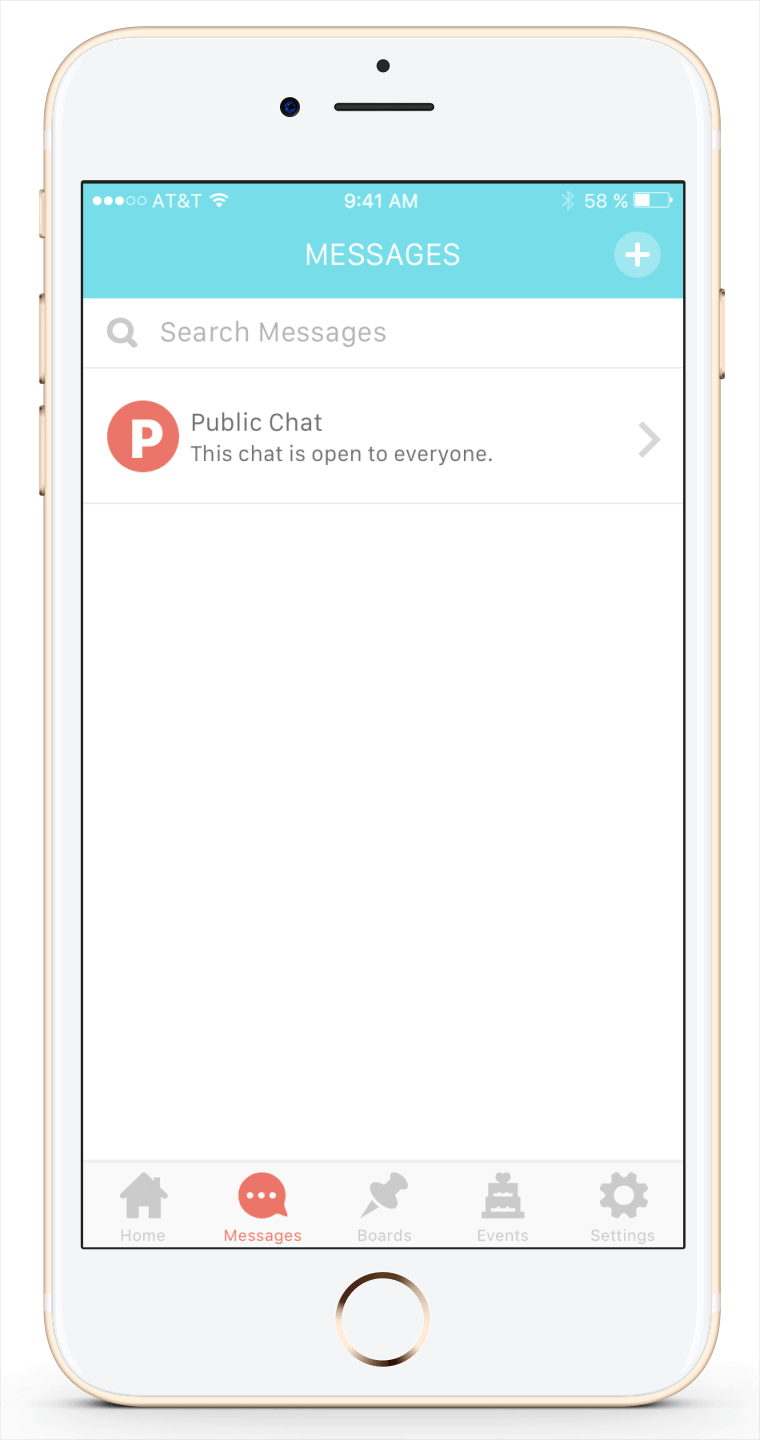 AT&T 9:41 AM 58 %
MESSAGES
Search Messages
P
Public Chat
This chat is open to everyone.
Home Messages Boards Events Settings